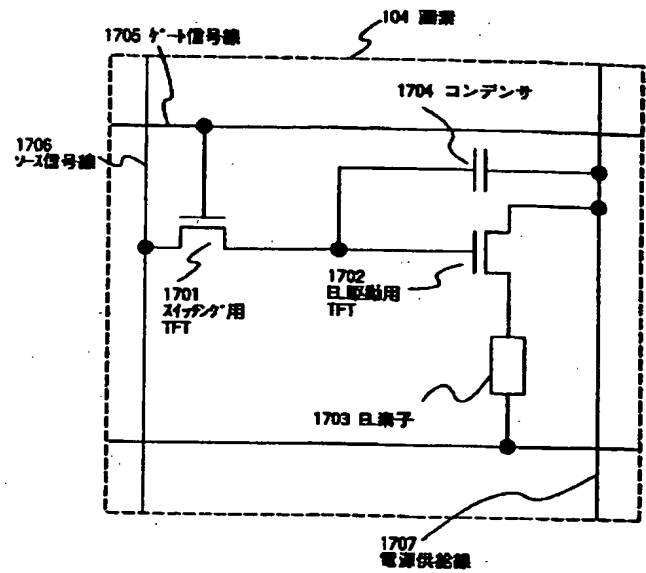 104 画素
1705 ｹﾞｰﾄ信号線
1704 コンデンサ
1706
ｿｰｽ信号線
1701
ｽｲｯﾁﾝｸﾞ用
TFT
1702
EL駆動用
TFT
1703 EL素子
1707
電源供給線